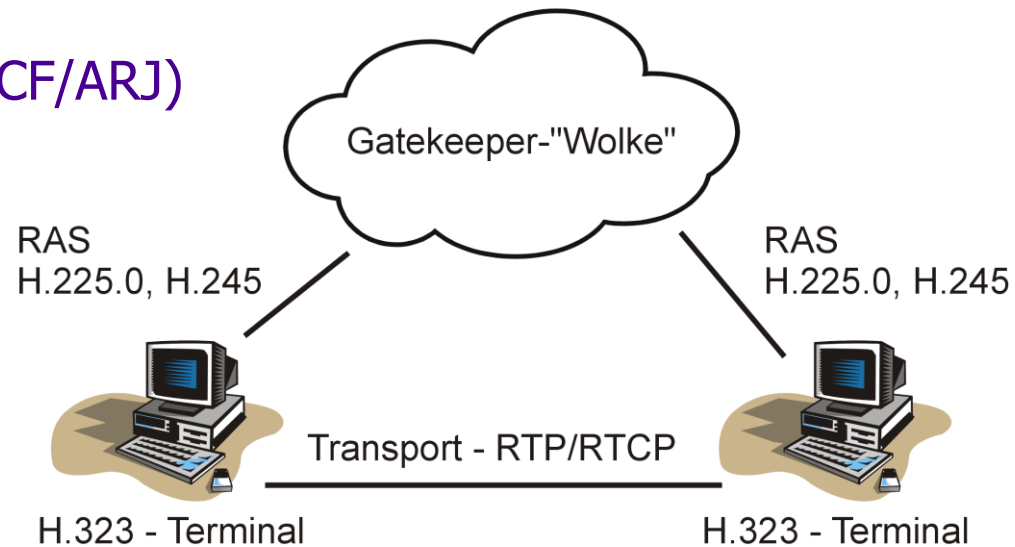 CF/ARJ)
Gatekeeper-"Wolke"
RAS
H.225.0, H.245
RAS
H.225.0, H.245
Transport - RTP/RTCP
H.323 - Terminal
H.323 - Terminal